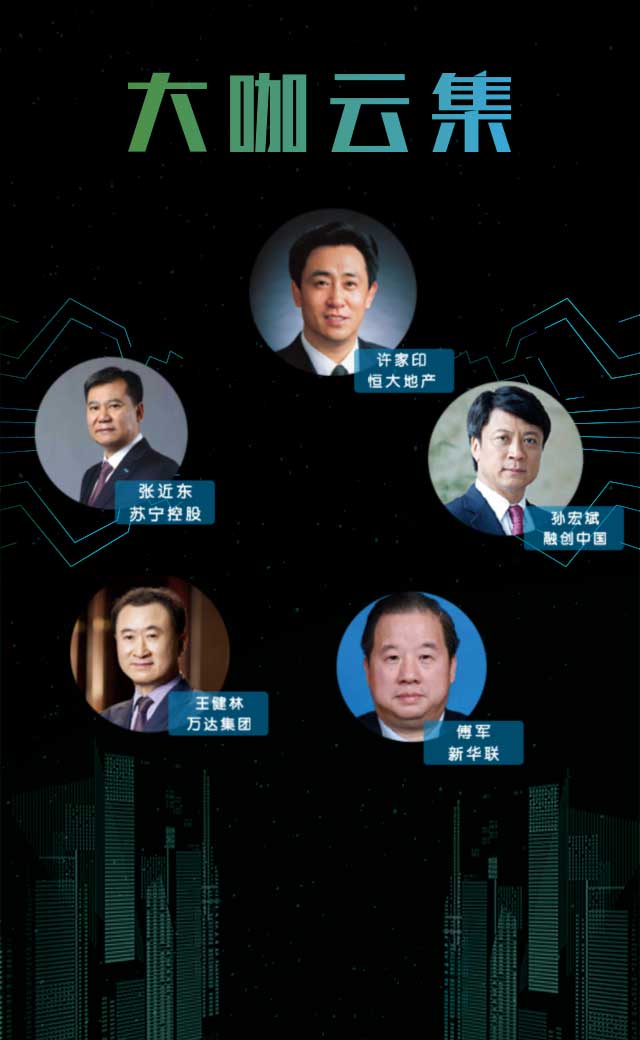 大咖云集
许家印
恒大地产
张近东
苏宁控股
孙宏斌
融创中国
王健林
万达集团
傅军
新华联